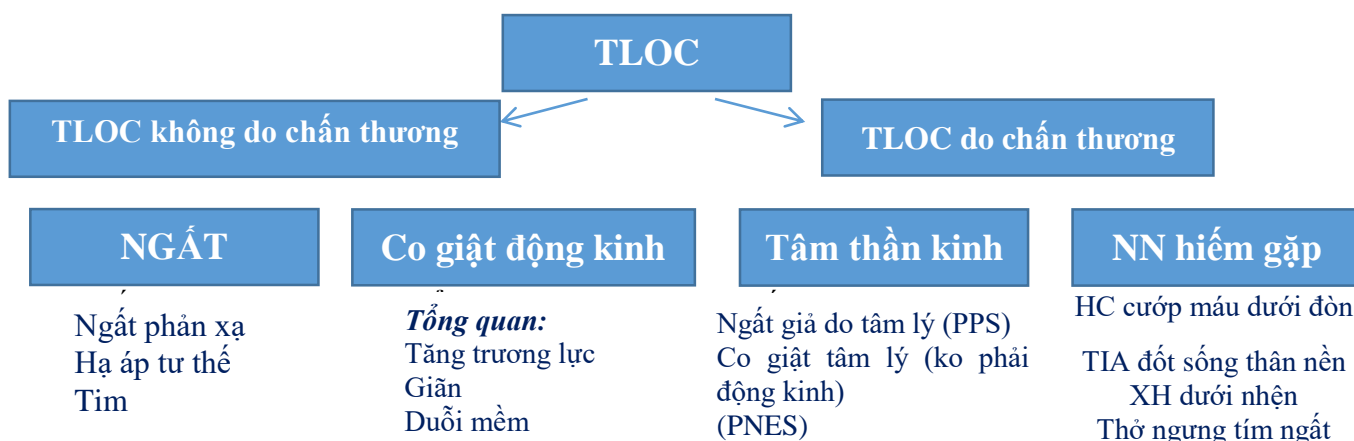 TLOC
TLOC không do chấn thương
TLOC do chấn thương
NGẤT
Co giật động kinh
Tâm thần kinh
NN hiếm gặp
Ngất phản xạ
Hạ áp tư thế
Tim
Tổng quan:
Tăng trương lực
Giãn
Duỗi mềm
Ngất giả do tâm lý (PPS)
Co giật tâm lý (ko phải
động kinh)
(PNES)
HC cướp máu dưới đòn
TIA đốt sống thân nền
XH dưới nhện
Thở ngưng tím ngất